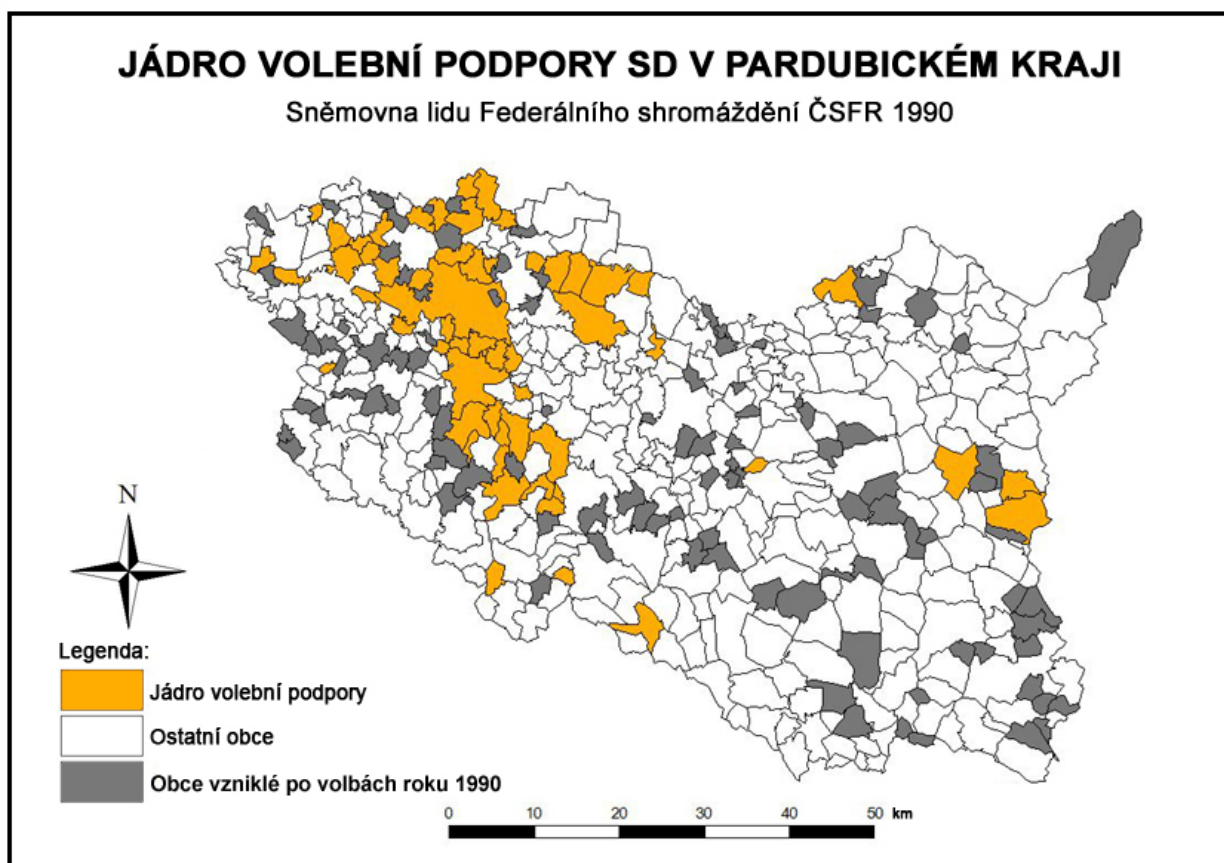 JÁDRO VOLEBNÍ PODPORY SD V PARDUBICKÉM KRAJI
Sněmovna lidu Federálního shromáždění ČSFR 1990
N
Legenda:
Jádro volební podpory
Ostatní obce
Obce vzniklé po volbách roku 1990
0 10 20 30 40 50 km